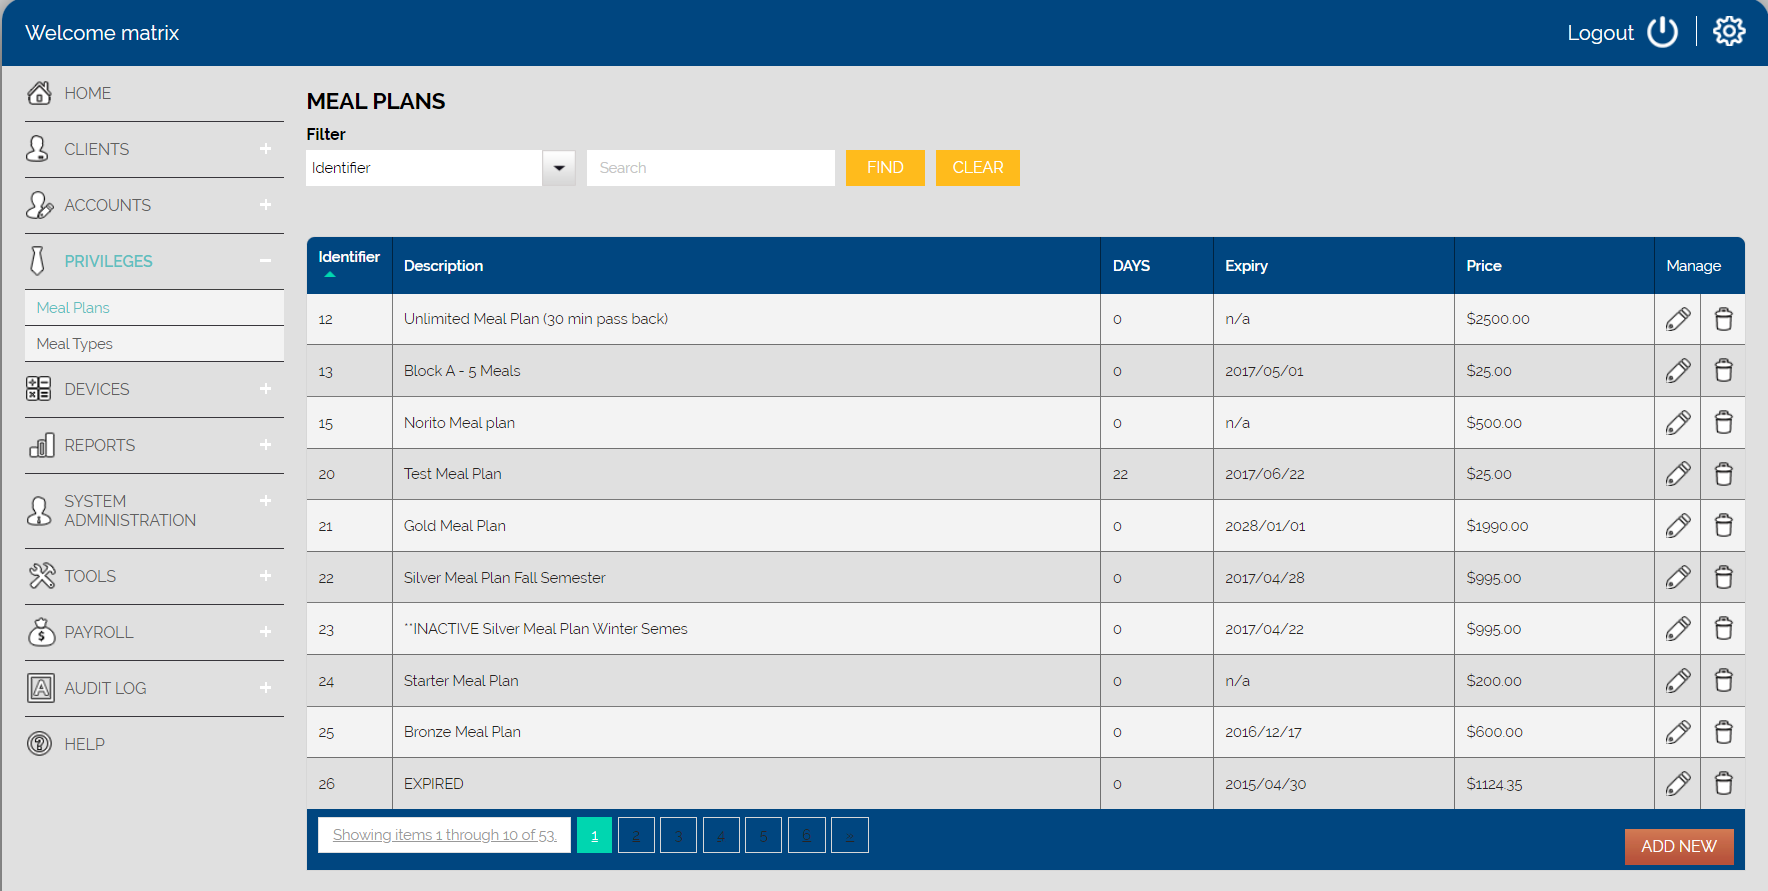 Welcome matrix
Logout
HOME
CLIENTS +
ACCOUNTS +
PRIVILEGES −
Meal Plans
Meal Types
DEVICES +
REPORTS +
SYSTEM +
ADMINISTRATION
TOOLS +
PAYROLL +
AUDIT LOG +
HELP
MEAL PLANS
Filter
Identifier Search FIND CLEAR
Identifier Description DAYS Expiry Price Manage
12 Unlimited Meal Plan (30 min pass back) 0 n/a $2500.00
13 Block A - 5 Meals 0 2017/05/01 $25.00
15 Norito Meal plan 0 n/a $500.00
20 Test Meal Plan 22 2017/06/22 $25.00
21 Gold Meal Plan 0 2028/01/01 $1990.00
22 Silver Meal Plan Fall Semester 0 2017/04/28 $995.00
23 **INACTIVE Silver Meal Plan Winter Semes 0 2017/04/22 $995.00
24 Starter Meal Plan 0 n/a $200.00
25 Bronze Meal Plan 0 2016/12/17 $600.00
26 EXPIRED 0 2015/04/30 $1124.35
Showing items 1 through 10 of 53. 1 2 3 4 5 6 »
ADD NEW